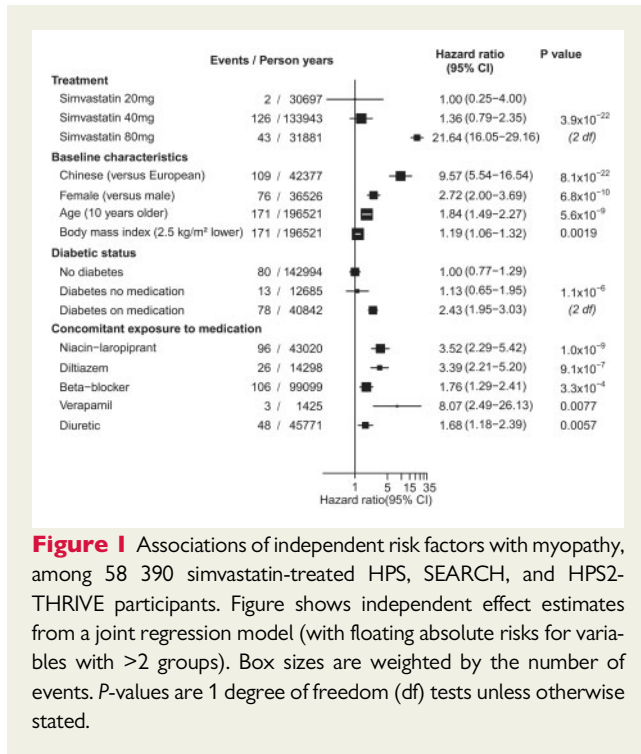 Events / Person years Hazard ratio (95% CI) P value
Treatment
Simvastatin 20mg 2 / 30697 1.00 (0.25−4.00)
Simvastatin 40mg 126 / 133943 1.36 (0.79−2.35) 3.9x10⁻²²
Simvastatin 80mg 43 / 31881 21.64 (16.05−29.16) (2 df)
Baseline characteristics
Chinese (versus European) 109 / 42377 9.57 (5.54−16.54) 8.1x10⁻²²
Female (versus male) 76 / 36526 2.72 (2.00−3.69) 6.8x10⁻¹⁰
Age (10 years older) 171 / 196521 1.84 (1.49−2.27) 5.6x10⁻⁹
Body mass index (2.5 kg/m² lower) 171 / 196521 1.19 (1.06−1.32) 0.0019
Diabetic status
No diabetes 80 / 142994 1.00 (0.77−1.29)
Diabetes no medication 13 / 12685 1.13 (0.65−1.95) 1.1x10⁻⁶
Diabetes on medication 78 / 40842 2.43 (1.95−3.03) (2 df)
Concomitant exposure to medication
Niacin−laropiprant 96 / 43020 3.52 (2.29−5.42) 1.0x10⁻⁹
Diltiazem 26 / 14298 3.39 (2.21−5.20) 9.1x10⁻⁷
Beta−blocker 106 / 99099 1.76 (1.29−2.41) 3.3x10⁻⁴
Verapamil 3 / 1425 8.07 (2.49−26.13) 0.0077
Diuretic 48 / 45771 1.68 (1.18−2.39) 0.0057
1 5 15 35
Hazard ratio(95% CI)
Figure 1 Associations of independent risk factors with myopathy,
among 58 390 simvastatin-treated HPS, SEARCH, and HPS2-
THRIVE participants. Figure shows independent effect estimates
from a joint regression model (with floating absolute risks for varia-
bles with >2 groups). Box sizes are weighted by the number of
events. P-values are 1 degree of freedom (df) tests unless otherwise
stated.